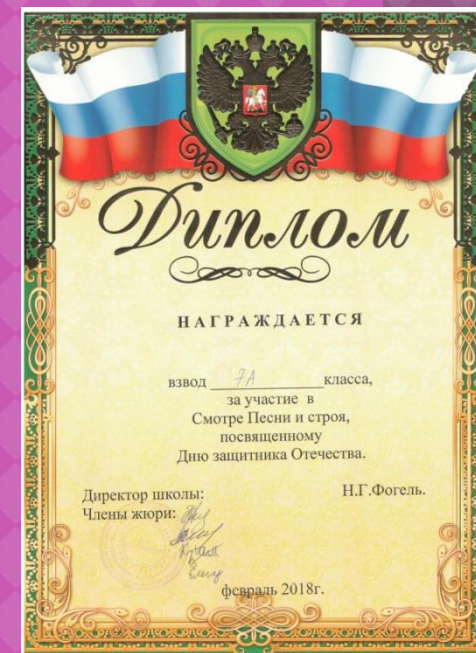 Диплом
НАГРАЖДАЕТСЯ
взвод 7А класса,
за участие в
Смотре Песни и строя,
посвященному
Дню защитника Отечества.
Директор школы: Н.Г.Фогель.
Члены жюри:
февраль 2018г.